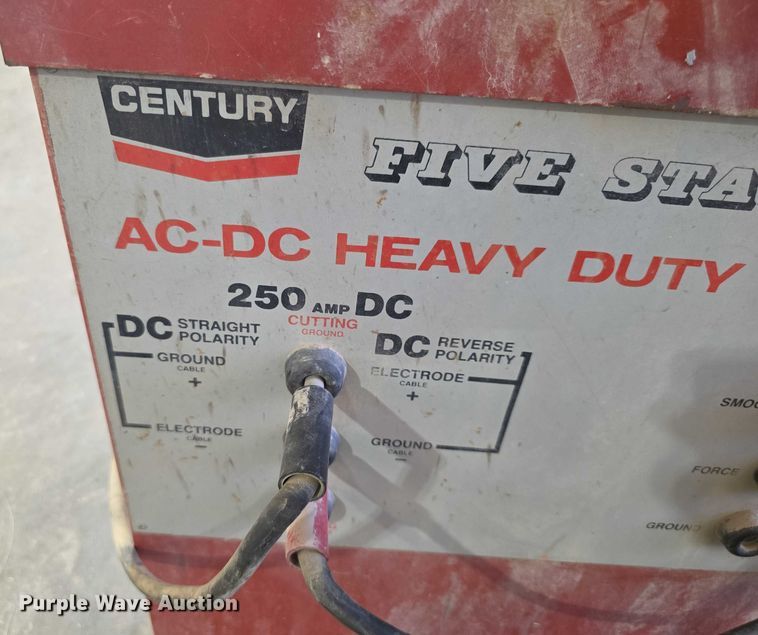 CENTURY
FIVE STA
AC-DC HEAVY DUTY
250 AMP DC
CUTTING
GROUND
DC STRAIGHT
POLARITY
GROUND
CABLE
+
ELECTRODE
CABLE
-
DC REVERSE
POLARITY
ELECTRODE
CABLE
+
GROUND
CABLE
-
SMOO
FORCE
GROUND
Purple Wave Auction